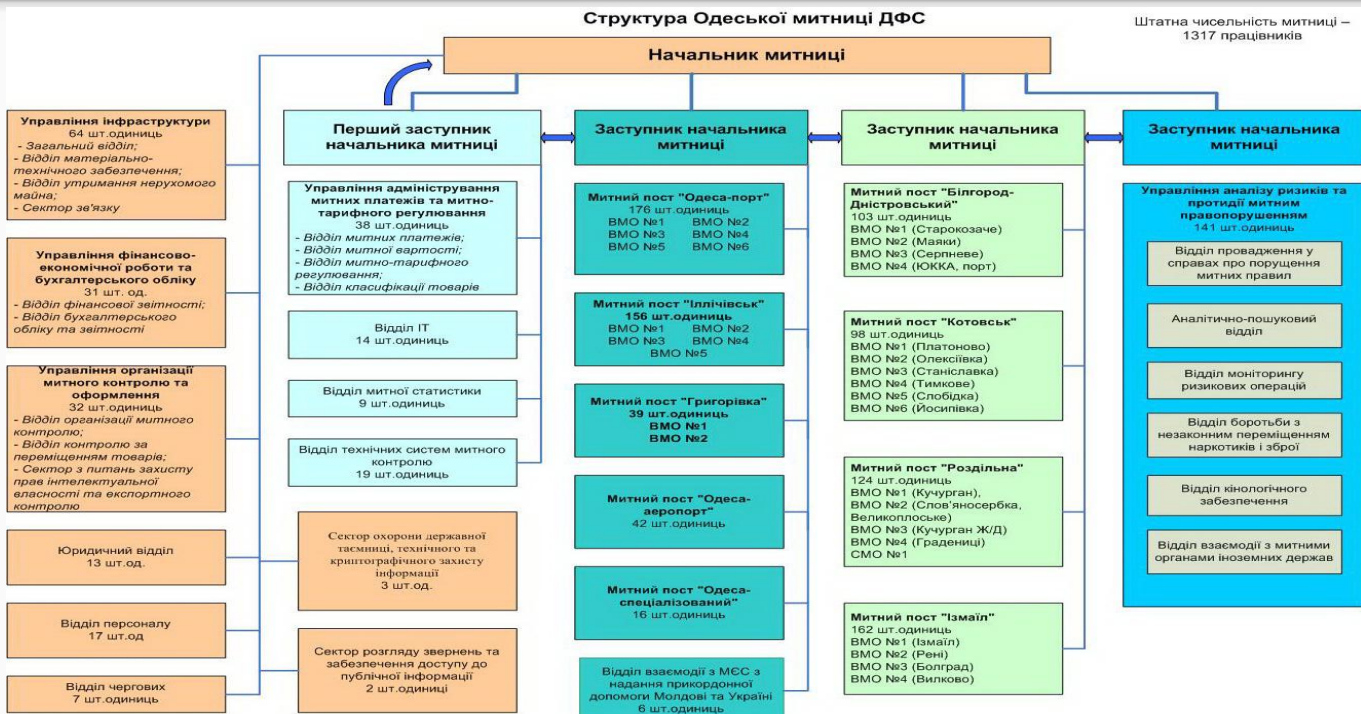 Структура Одеської митниці ДФС
Штатна чисельність митниці –
1317 працівників
Начальник митниці
Управління інфраструктури
64 шт.одиниць
- Загальний відділ;
- Відділ матеріально-
технічного забезпечення;
- Відділ утримання нерухомого
майна;
- Сектор зв'язку
Управління фінансово-
економічної роботи та
бухгалтерського обліку
31 шт. од.
- Відділ фінансової звітності;
- Відділ бухгалтерського
обліку та звітності
Управління організації
митного контролю та
оформлення
32 шт.одиниць
- Відділ організації митного
контролю;
- Відділ контролю за
переміщенням товарів;
- Сектор з питань захисту
прав інтелектуальної
власності та експортного
контролю
Юридичний відділ
13 шт.од.
Відділ персоналу
17 шт.од
Відділ чергових
7 шт.одиниць
Перший заступник
начальника митниці
Управління адміністрування
митних платежів та митно-
тарифного регулювання
38 шт.одиниць
- Відділ митних платежів;
- Відділ митної вартості;
- Відділ митно-тарифного
регулювання;
- Відділ класифікації товарів
Відділ ІТ
14 шт.одиниць
Відділ митної статистики
9 шт.одиниць
Відділ технічних систем митного
контролю
19 шт.одиниць
Сектор охорони державної
таємниці, технічного та
криптографічного захисту
інформації
3 шт.од.
Сектор розгляду звернень та
забезпечення доступу до
публічної інформації
2 шт.одиниці
Заступник начальника
митниці
Митний пост "Одеса-порт"
176 шт.одиниць
ВМО №1 ВМО №2
ВМО №3 ВМО №4
ВМО №5 ВМО №6
Митний пост "Іллічівськ"
156 шт.одиниць
ВМО №1 ВМО №2
ВМО №3 ВМО №4
ВМО №5
Митний пост "Григорівка"
39 шт.одиниць
ВМО №1
ВМО №2
Митний пост "Одеса-
аеропорт"
42 шт.одиниць
Митний пост "Одеса-
спеціалізований"
16 шт.одиниць
Відділ взаємодії з МЄС з
надання прикордонної
допомоги Молдові та Україні
6 шт.одиниць
Заступник начальника
митниці
Митний пост "Білгород-
Дністровський"
103 шт.одиниць
ВМО №1 (Старокозаче)
ВМО №2 (Маяки)
ВМО №3 (Серпневе)
ВМО №4 (ЮККА, порт)
Митний пост "Котовськ"
98 шт.одиниць
ВМО №1 (Платоново)
ВМО №2 (Олексіївка)
ВМО №3 (Станіславка)
ВМО №4 (Тимкове)
ВМО №5 (Слобідка)
ВМО №6 (Йосипівка)
Митний пост "Роздільна"
124 шт.одиниць
ВМО №1 (Кучурган),
ВМО №2 (Слов'яносербка,
Великоплоське)
ВМО №3 (Кучурган Ж/Д)
ВМО №4 (Градениці)
СМО №1
Митний пост "Ізмаїл"
162 шт.одиниць
ВМО №1 (Ізмаїл)
ВМО №2 (Рені)
ВМО №3 (Болград)
ВМО №4 (Вилково)
Заступник начальника
митниці
Управління аналізу ризиків та
протидії митним
правопорушенням
141 шт.одиниць
Відділ провадження у
справах про порущення
митних правил
Аналітично-пошуковий
відділ
Відділ моніторингу
ризикових операцій
Відділ боротьби з
незаконним переміщенням
наркотиків і зброї
Відділ кінологічного
забезпечення
Відділ взаємодії з митними
органами іноземних держав